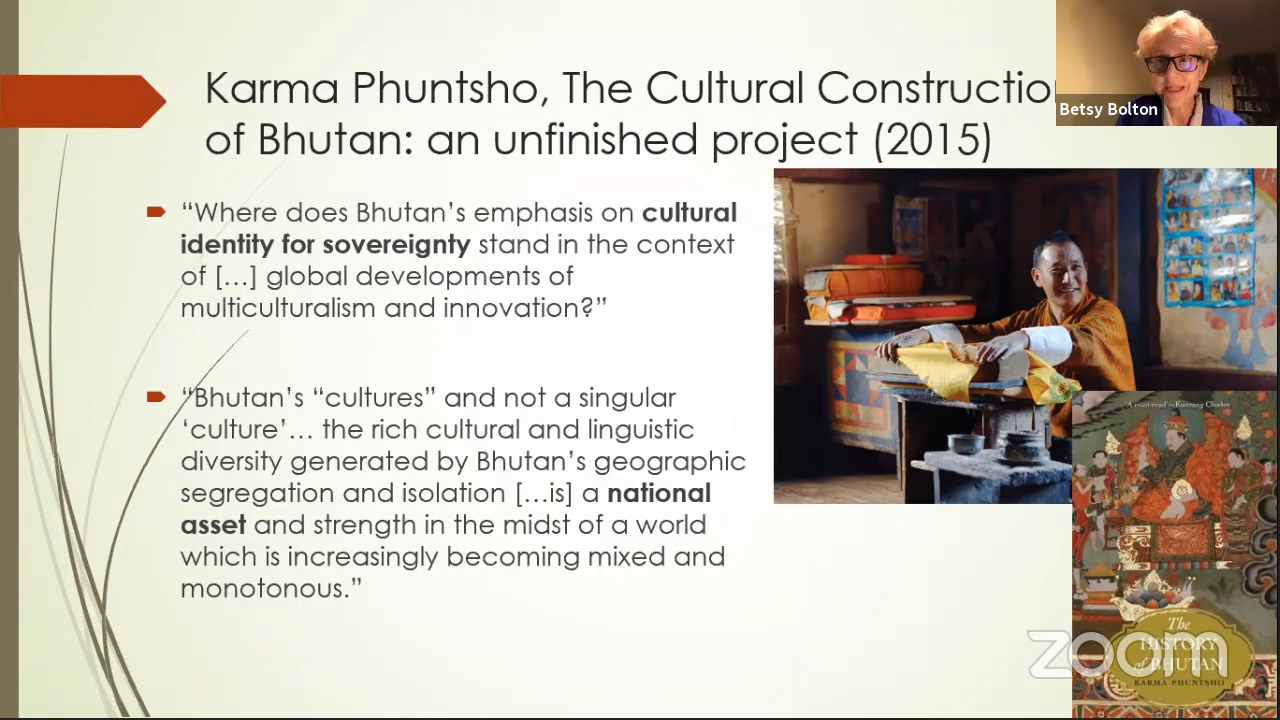 Karma Phuntsho, The Cultural Constructio
of Bhutan: an unfinished project (2015)
Betsy Bolton
“Where does Bhutan’s emphasis on cultural
identity for sovereignty stand in the context
of […] global developments of
multiculturalism and innovation?”
“Bhutan’s “cultures” and not a singular
‘culture’… the rich cultural and linguistic
diversity generated by Bhutan’s geographic
segregation and isolation […is] a national
asset and strength in the midst of a world
which is increasingly becoming mixed and
monotonous.”
‘A must-read’—Kunzang Choden
The
HISTORY
of BHUTAN
KARMA PHUNTSHO
zoom